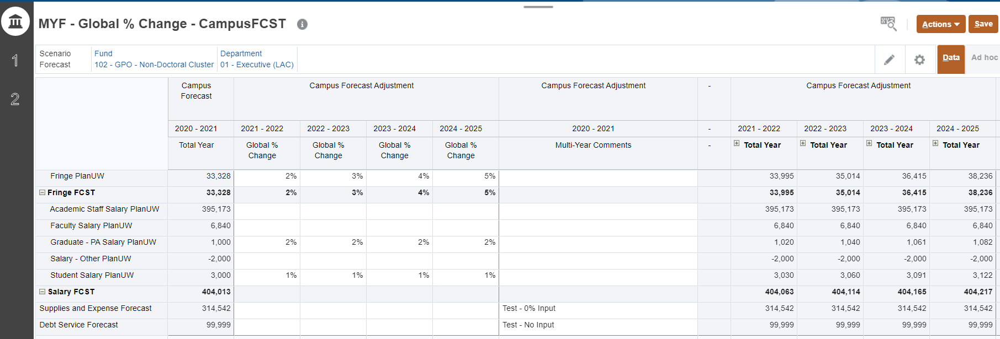 MYF - Global % Change - CampusFCST i
Actions Save
1
2
Scenario Fund Department
Forecast 102 - GPO - Non-Doctoral Cluster 01 - Executive (LAC)
Data Ad hoc
Campus Forecast Campus Forecast Adjustment Campus Forecast Adjustment - Campus Forecast Adjustment
2020 - 2021 2021 - 2022 2022 - 2023 2023 - 2024 2024 - 2025 2020 - 2021 - 2021 - 2022 2022 - 2023 2023 - 2024 2024 - 2025
Total Year Global % Change Global % Change Global % Change Global % Change Multi-Year Comments - Total Year Total Year Total Year Total Year
Fringe PlanUW 33,328 2% 3% 4% 5% 33,995 35,014 36,415 38,236
Fringe FCST 33,328 2% 3% 4% 5% 33,995 35,014 36,415 38,236
Academic Staff Salary PlanUW 395,173 395,173 395,173 395,173 395,173
Faculty Salary PlanUW 6,840 6,840 6,840 6,840 6,840
Graduate - PA Salary PlanUW 1,000 2% 2% 2% 2% 1,020 1,040 1,061 1,082
Salary - Other PlanUW -2,000 -2,000 -2,000 -2,000 -2,000
Student Salary PlanUW 3,000 1% 1% 1% 1% 3,030 3,060 3,091 3,122
Salary FCST 404,013 404,063 404,114 404,165 404,217
Supplies and Expense Forecast 314,542 Test - 0% Input 314,542 314,542 314,542 314,542
Debt Service Forecast 99,999 Test - No Input 99,999 99,999 99,999 99,999